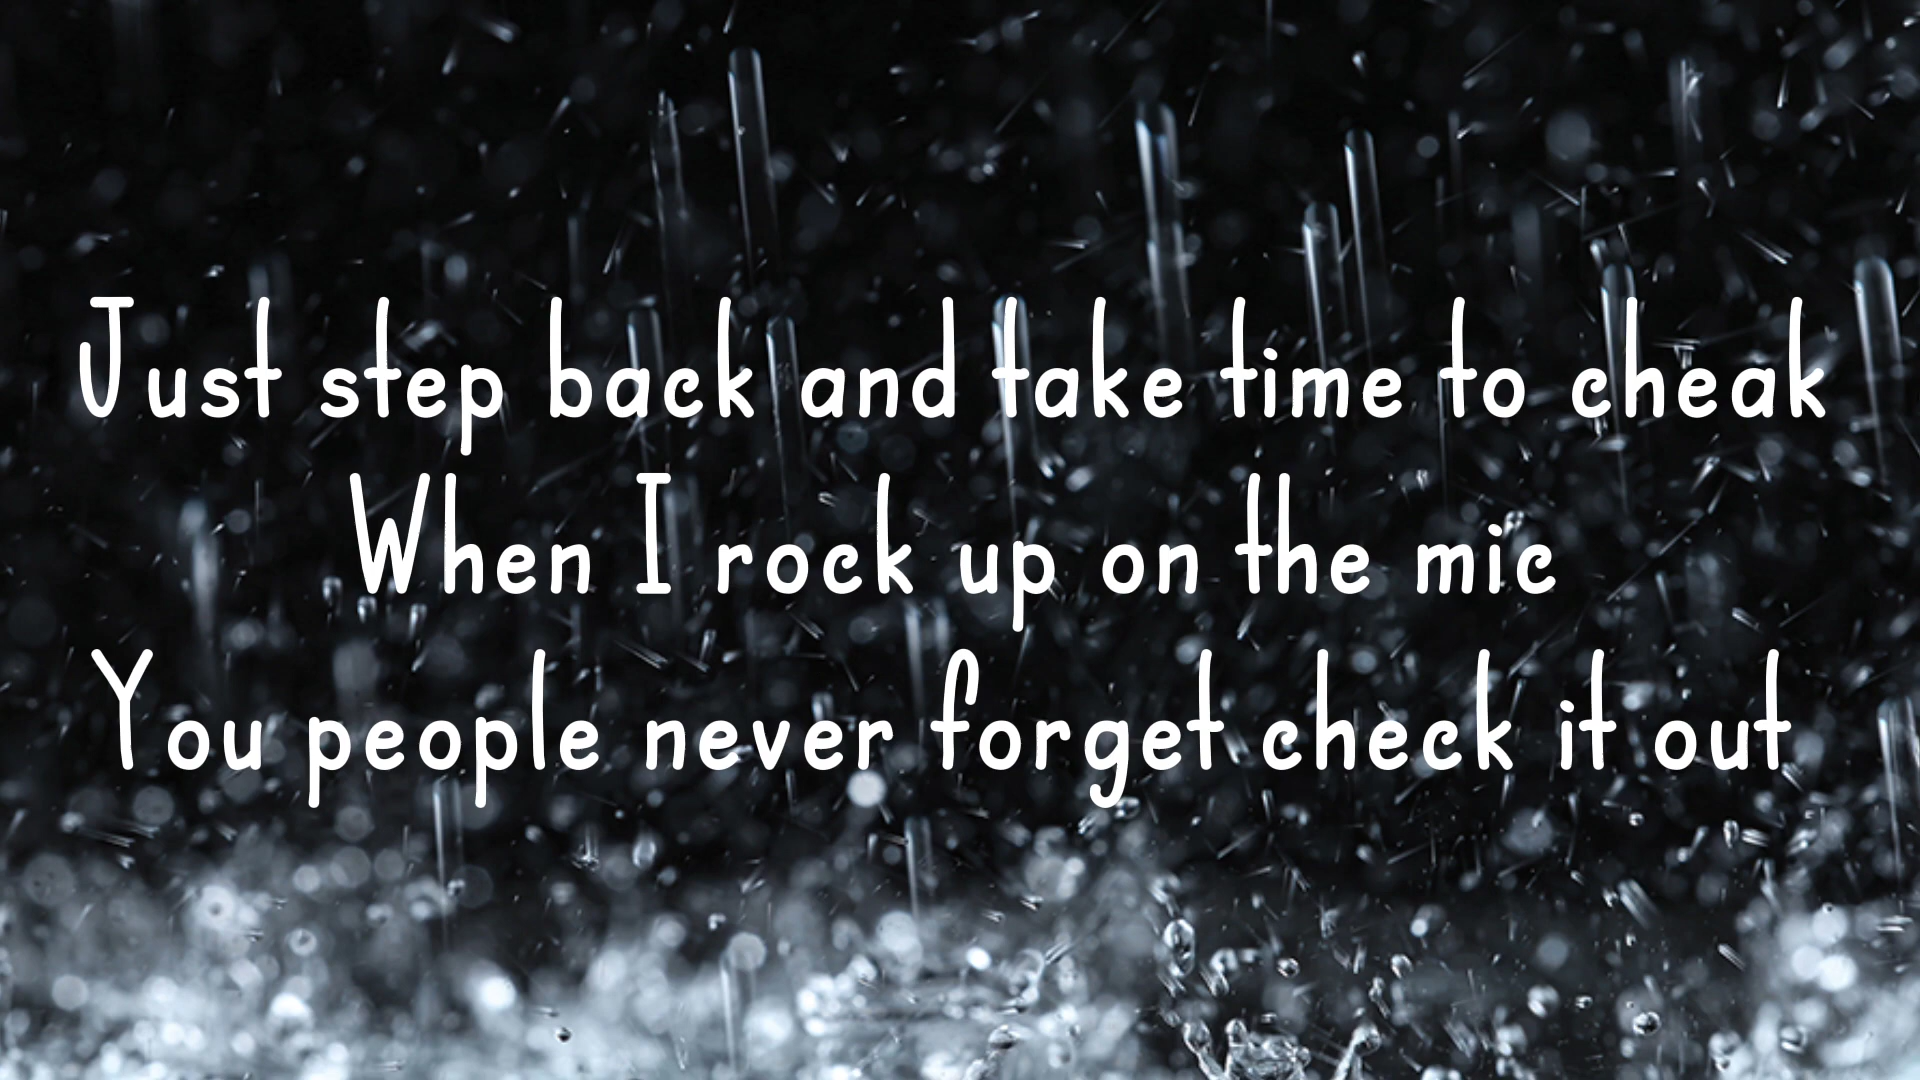 Just step back and take time to cheak
When I rock up on the mic
You people never forget check it out